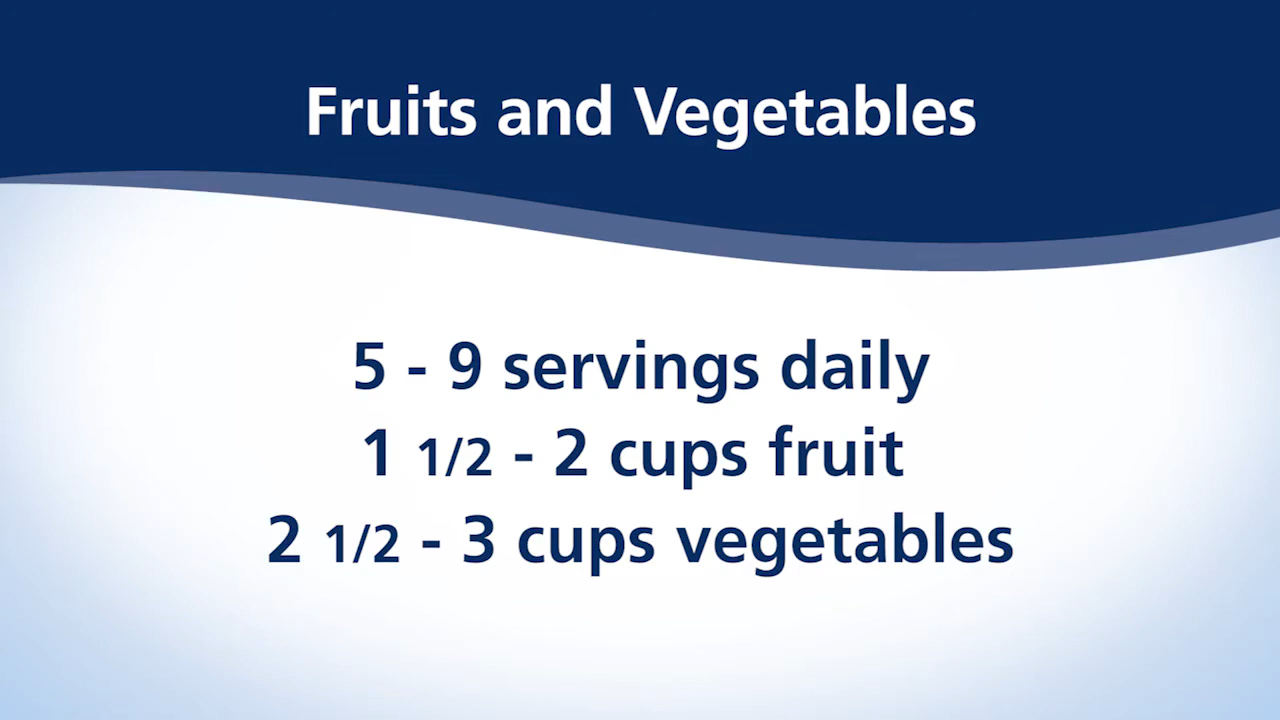 Fruits and Vegetables
5 - 9 servings daily
1 1/2 - 2 cups fruit
2 1/2 - 3 cups vegetables